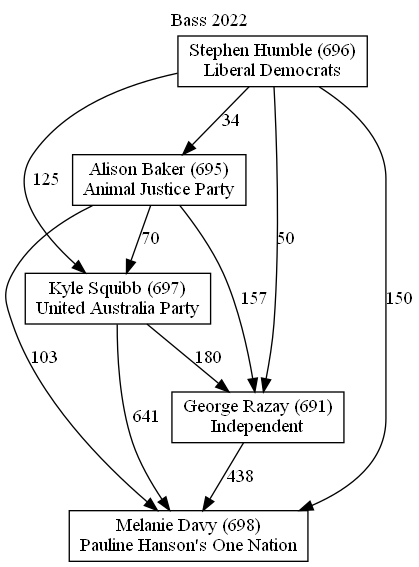 Bass 2022
Stephen Humble (696)
Liberal Democrats
34
Alison Baker (695)
Animal Justice Party
125
70
50
Kyle Squibb (697)
United Australia Party
157
150
103
180
George Razay (691)
Independent
641
438
Melanie Davy (698)
Pauline Hanson's One Nation